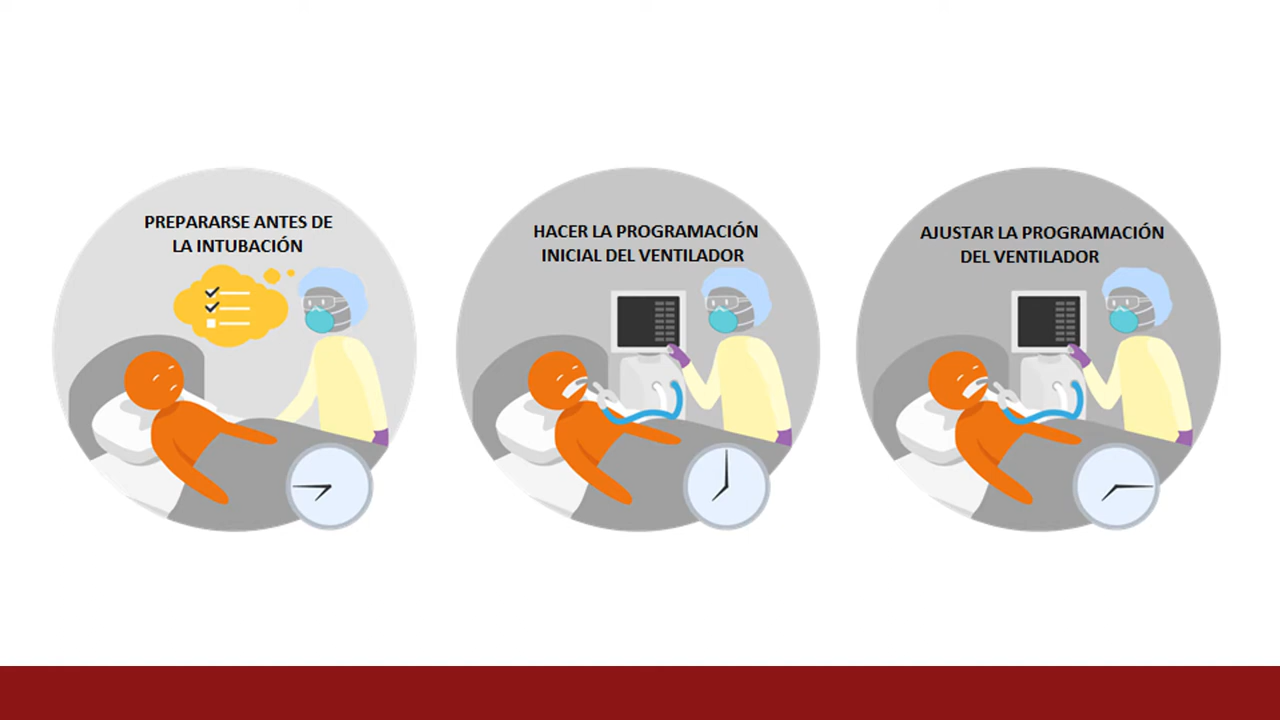 PREPARARSE ANTES DE
LA INTUBACIÓN
HACER LA PROGRAMACIÓN
INICIAL DEL VENTILADOR
AJUSTAR LA PROGRAMACIÓN
DEL VENTILADOR